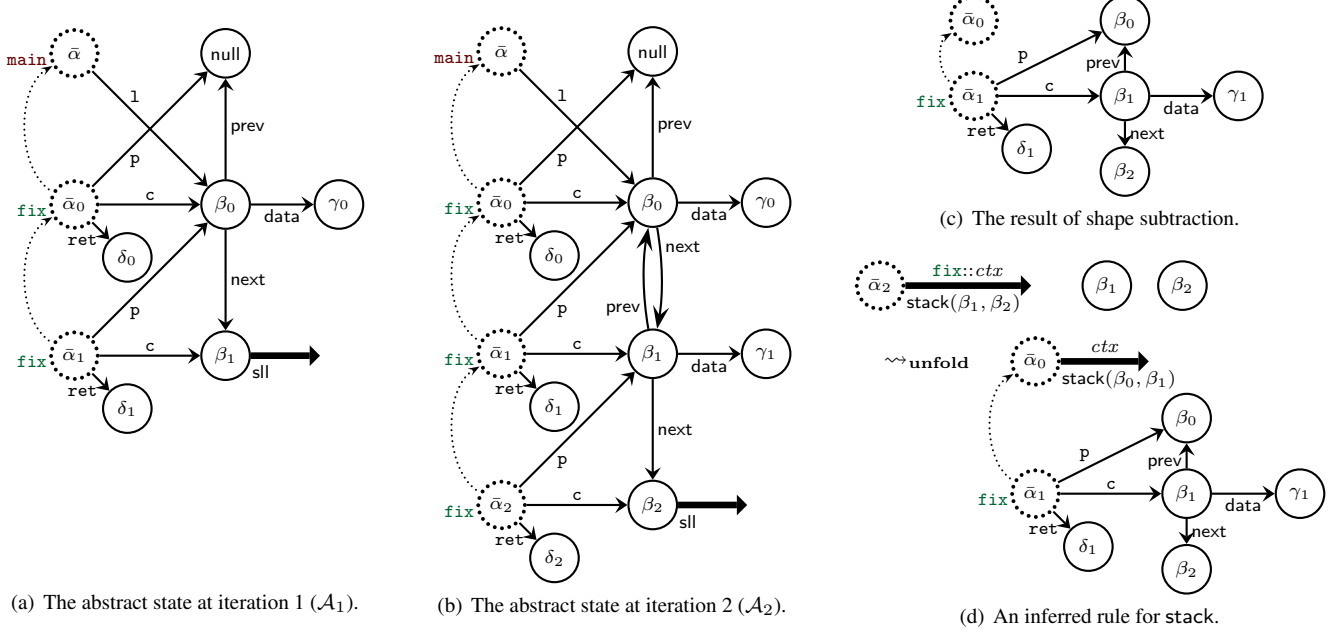 main
ᾱ
null
l
prev
p
fix
ᾱ₀
c
β₀
data
γ₀
ret
δ₀
next
p
fix
ᾱ₁
c
β₁
sll
ret
δ₁
(a) The abstract state at iteration 1 (𝒜₁).
main
ᾱ
null
l
prev
p
fix
ᾱ₀
c
β₀
data
γ₀
ret
δ₀
next
p
prev
fix
ᾱ₁
c
β₁
data
γ₁
ret
δ₁
next
p
fix
ᾱ₂
c
β₂
sll
ret
δ₂
(b) The abstract state at iteration 2 (𝒜₂).
ᾱ₀
β₀
p
prev
fix
ᾱ₁
c
β₁
data
γ₁
ret
next
δ₁
β₂
(c) The result of shape subtraction.
ᾱ₂
fix::ctx
stack(β₁, β₂)
β₁
β₂
⇝unfold
ᾱ₀
ctx
stack(β₀, β₁)
β₀
p
prev
fix
ᾱ₁
c
β₁
data
γ₁
ret
next
δ₁
β₂
(d) An inferred rule for stack.